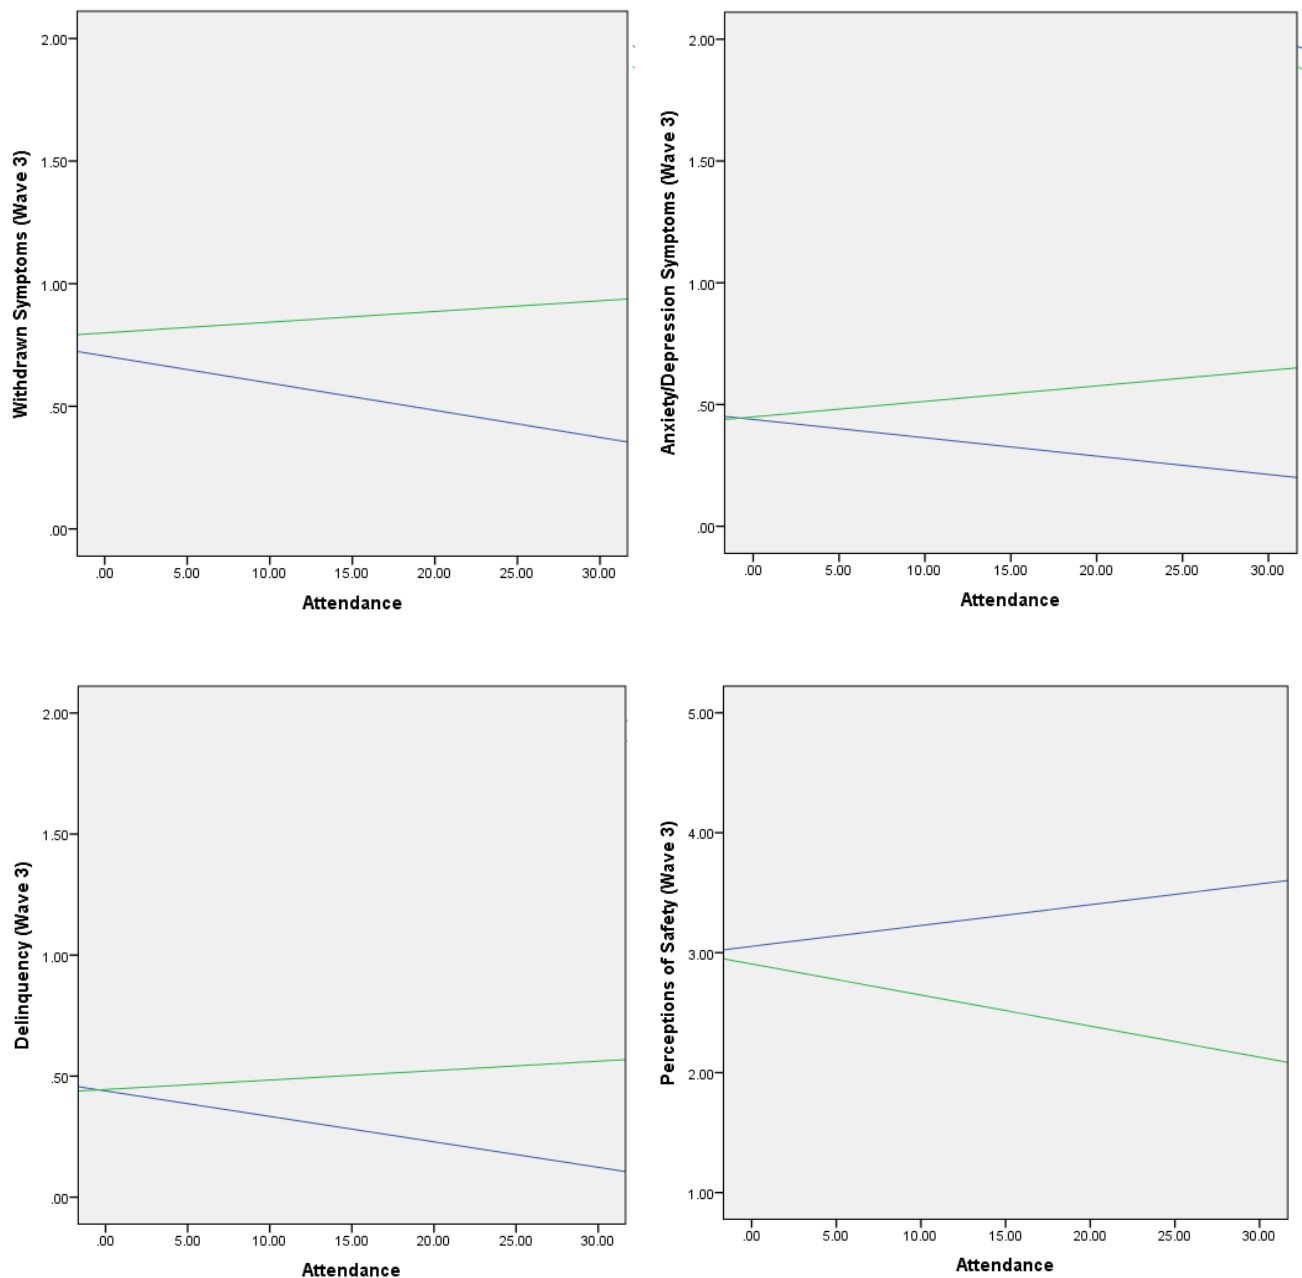 Withdrawn Symptoms (Wave 3)
2.00
1.50
1.00
.50
.00
.00 5.00 10.00 15.00 20.00 25.00 30.00
Attendance
Anxiety/Depression Symptoms (Wave 3)
2.00
1.50
1.00
.50
.00
.00 5.00 10.00 15.00 20.00 25.00 30.00
Attendance
Delinquency (Wave 3)
2.00
1.50
1.00
.50
.00
.00 5.00 10.00 15.00 20.00 25.00 30.00
Attendance
Perceptions of Safety (Wave 3)
5.00
4.00
3.00
2.00
1.00
.00 5.00 10.00 15.00 20.00 25.00 30.00
Attendance